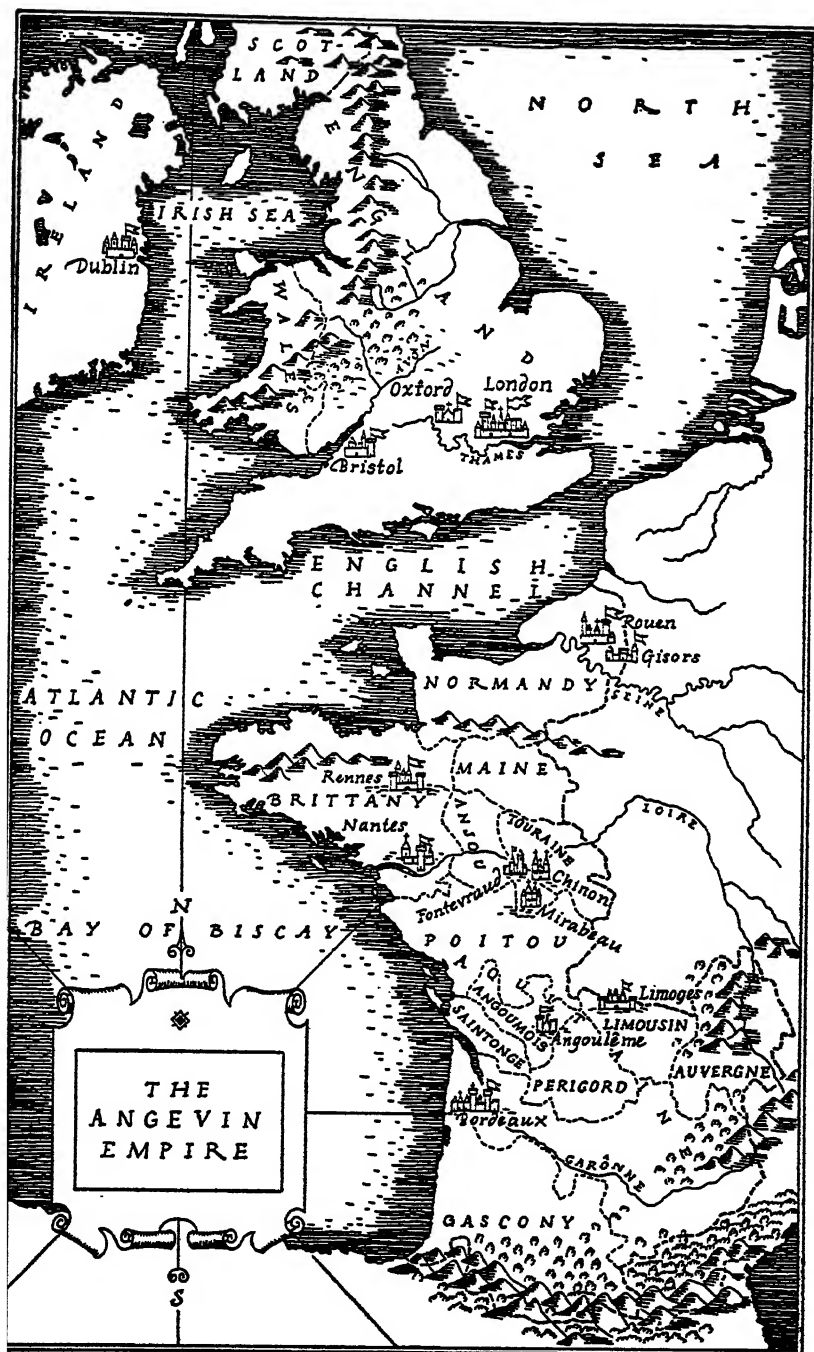 SCOT-
LAND
NORTH
SEA
IRELAND
ENGLAND
IRISH SEA
Dublin
WALES
Oxford
London
THAMES
Bristol
ENGLISH
CHANNEL
Rouen
Gisors
NORMANDY
SEINE
ATLANTIC
OCEAN
MAINE
Rennes
BRITTANY
ANJOU
TOURAINE
LOIRE
Nantes
Fontevraud
Chinon
Mirabeau
N
BAY OF BISCAY
POITOU
AQUITAINE
ANGOUMOIS
SAINTONGE
Limoges
LIMOUSIN
Angoulême
AUVERGNE
PERIGORD
Bordeaux
THE
ANGEVIN
EMPIRE
GARÔNNE
GASCONY
S